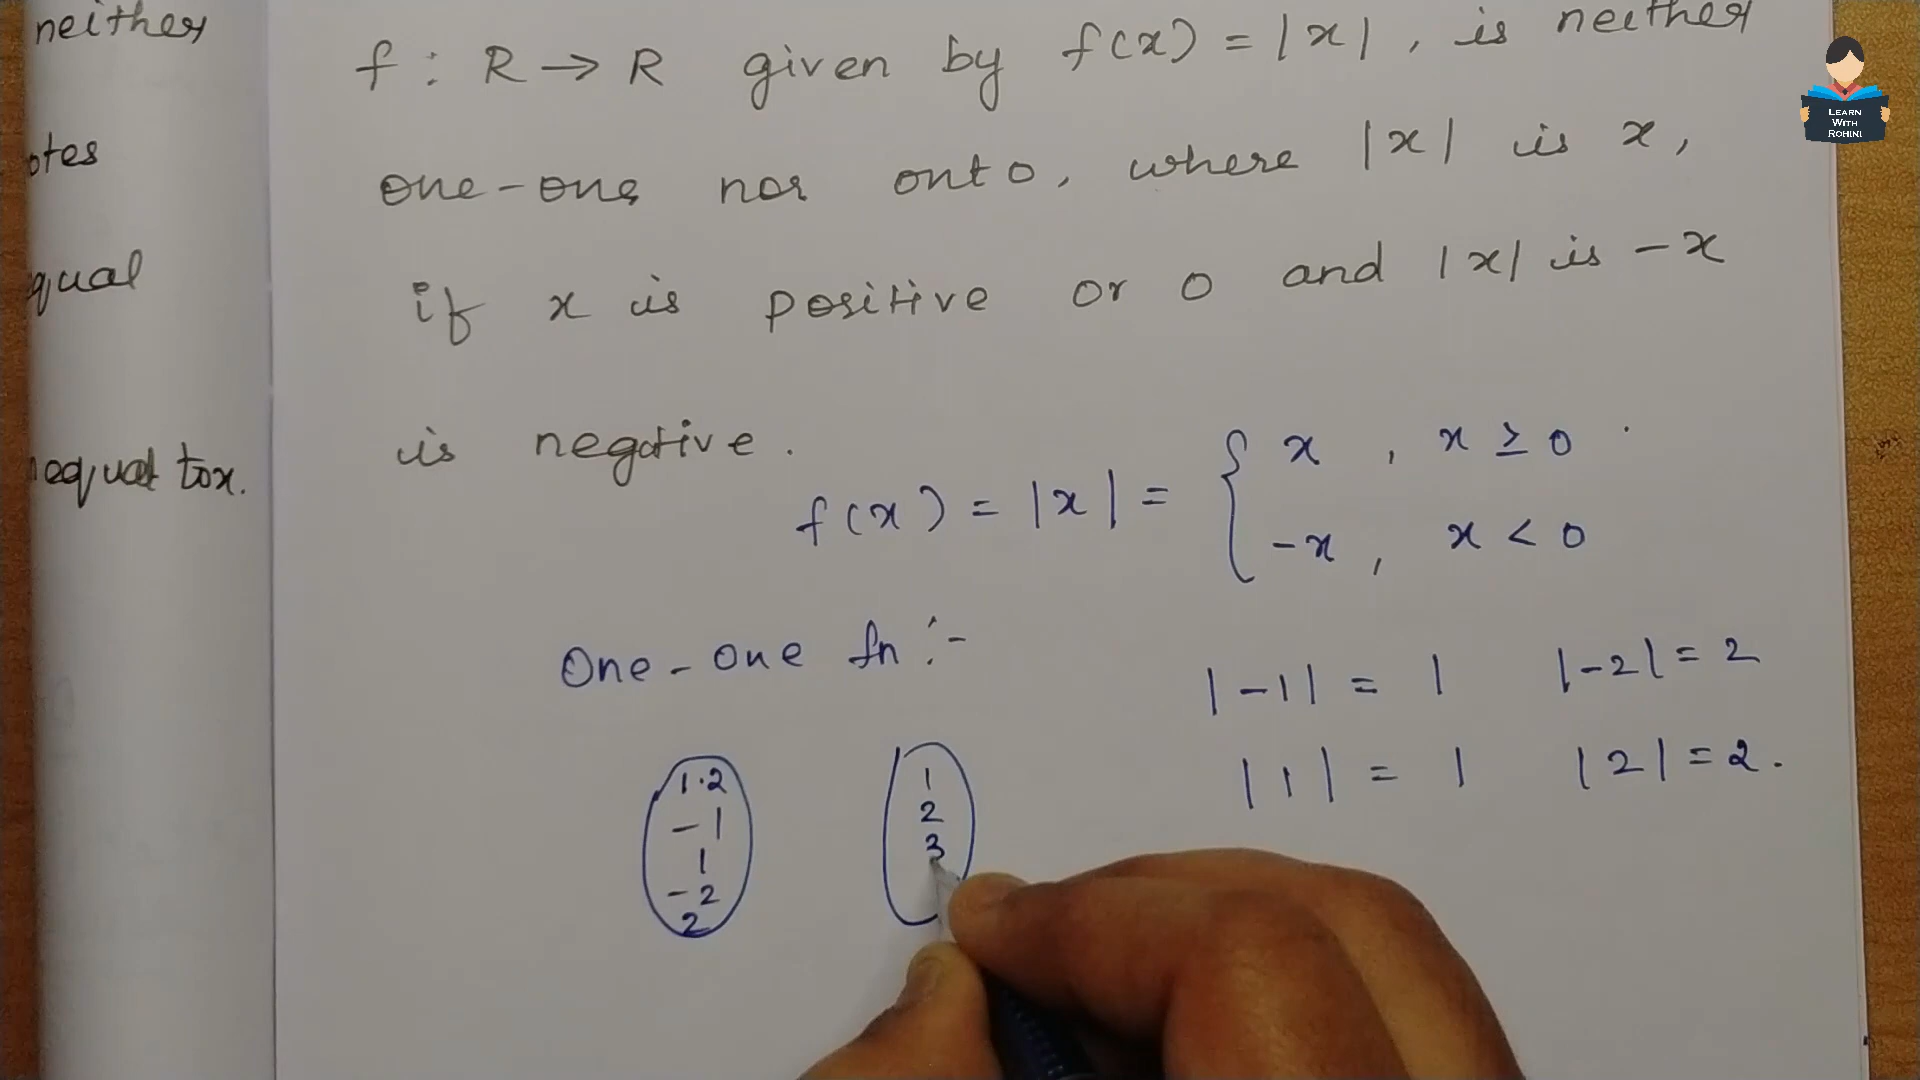 neither
otes
qual
equal to x.
f : R → R given by f(x) = |x|, is neither
one-one nor onto, where |x| is x,
if x is positive or 0 and |x| is -x
is negative.
f(x) = |x| = { x , x ≥ 0
-x , x < 0
One-one fn :-
|-1| = 1 |-2| = 2
|1| = 1 |2| = 2.
1.2
-1
1
-2
2
1
2
3
LEARN
WITH
ROHINI